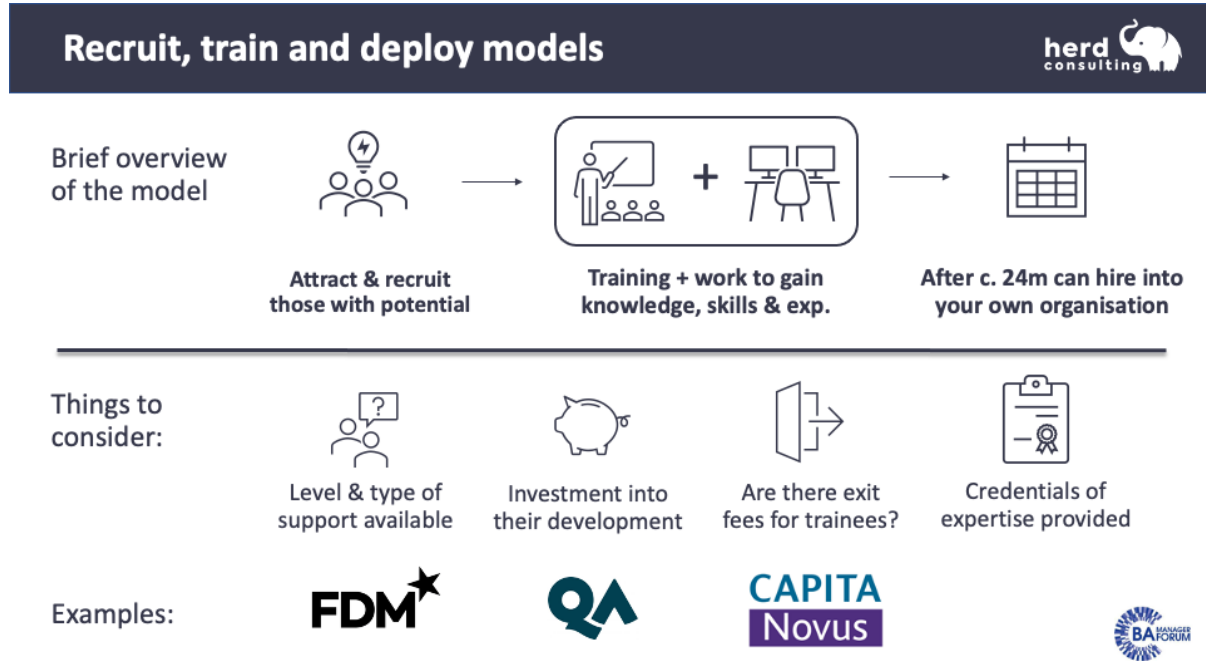 Recruit, train and deploy models
herd
consulting
Brief overview
of the model
Attract & recruit
those with potential
+
Training + work to gain
knowledge, skills & exp.
After c. 24m can hire into
your own organisation
Things to
consider:
?
Level & type of
support available
Investment into
their development
Are there exit
fees for trainees?
Credentials of
expertise provided
Examples:
FDM
QA
CAPITA
Novus
BA MANAGER
FORUM